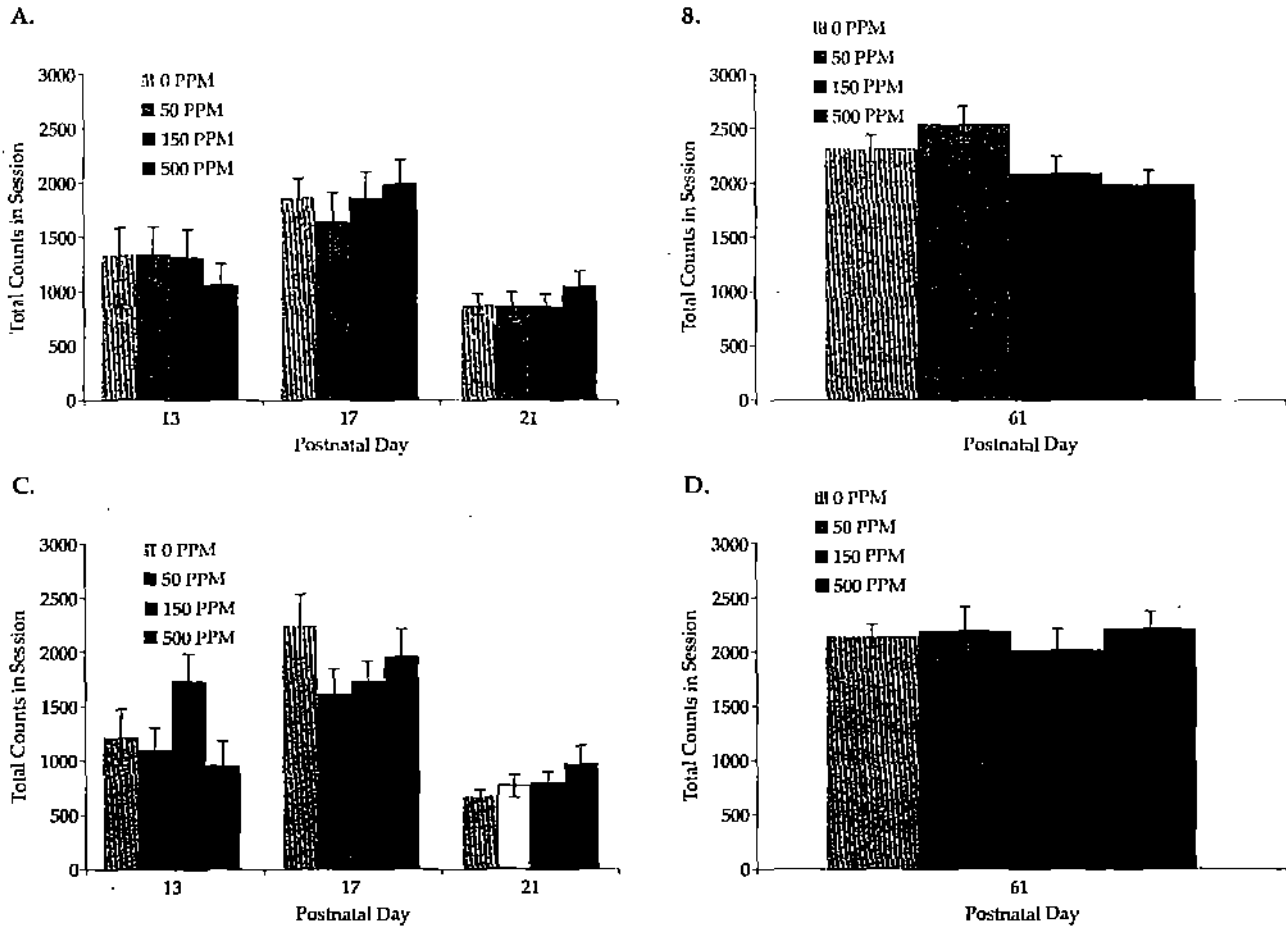 A.
0 PPM
50 PPM
150 PPM
500 PPM
3000
2500
2000
1500
1000
500
0
Total Counts in Session
13
17
21
Postnatal Day
8.
0 PPM
50 PPM
150 PPM
500 PPM
3000
2500
2000
1500
1000
500
0
Total Counts in Session
61
Postnatal Day
C.
0 PPM
50 PPM
150 PPM
500 PPM
3000
2500
2000
1500
1000
500
0
Total Counts in Session
13
17
21
Postnatal Day
D.
0 PPM
50 PPM
150 PPM
500 PPM
3000
2500
2000
1500
1000
500
0
Total Counts in Session
61
Postnatal Day